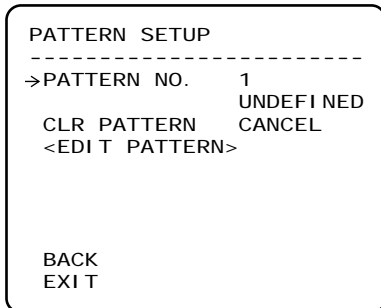 PATTERN SETUP
------------------------
→PATTERN NO. 1
UNDEFINED
CLR PATTERN CANCEL
<EDIT PATTERN>
BACK
EXIT